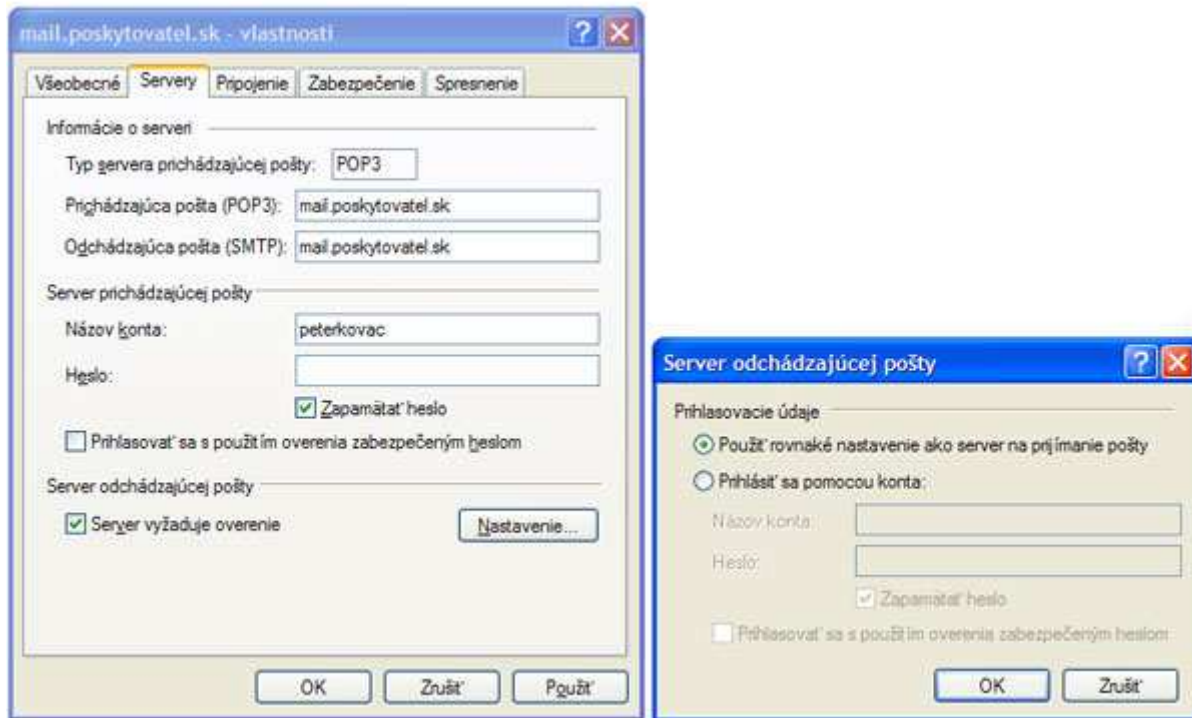 mail.poskytovatel.sk - vlastnosti
Všeobecné Servery Pripojenie Zabezpečenie Spresnenie
Informácie o serveri
Typ servera prichádzajúcej pošty: POP3
Prichádzajúca pošta (POP3): mail.poskytovatel.sk
Odchádzajúca pošta (SMTP): mail.poskytovatel.sk
Server prichádzajúcej pošty
Názov konta: peterkovac
Heslo:
Zapamätať heslo
Prihlasovať sa s použitím overenia zabezpečeným heslom
Server odchádzajúcej pošty
Server vyžaduje overenie Nastavenie...
OK Zrušiť Použiť
Server odchádzajúcej pošty
Prihlasovacie údaje
Použiť rovnaké nastavenie ako server na prijímanie pošty
Prihlásiť sa pomocou konta:
Názov konta:
Heslo:
Zapamätať heslo
Prihlasovať sa s použitím overenia zabezpečeným heslom
OK Zrušiť